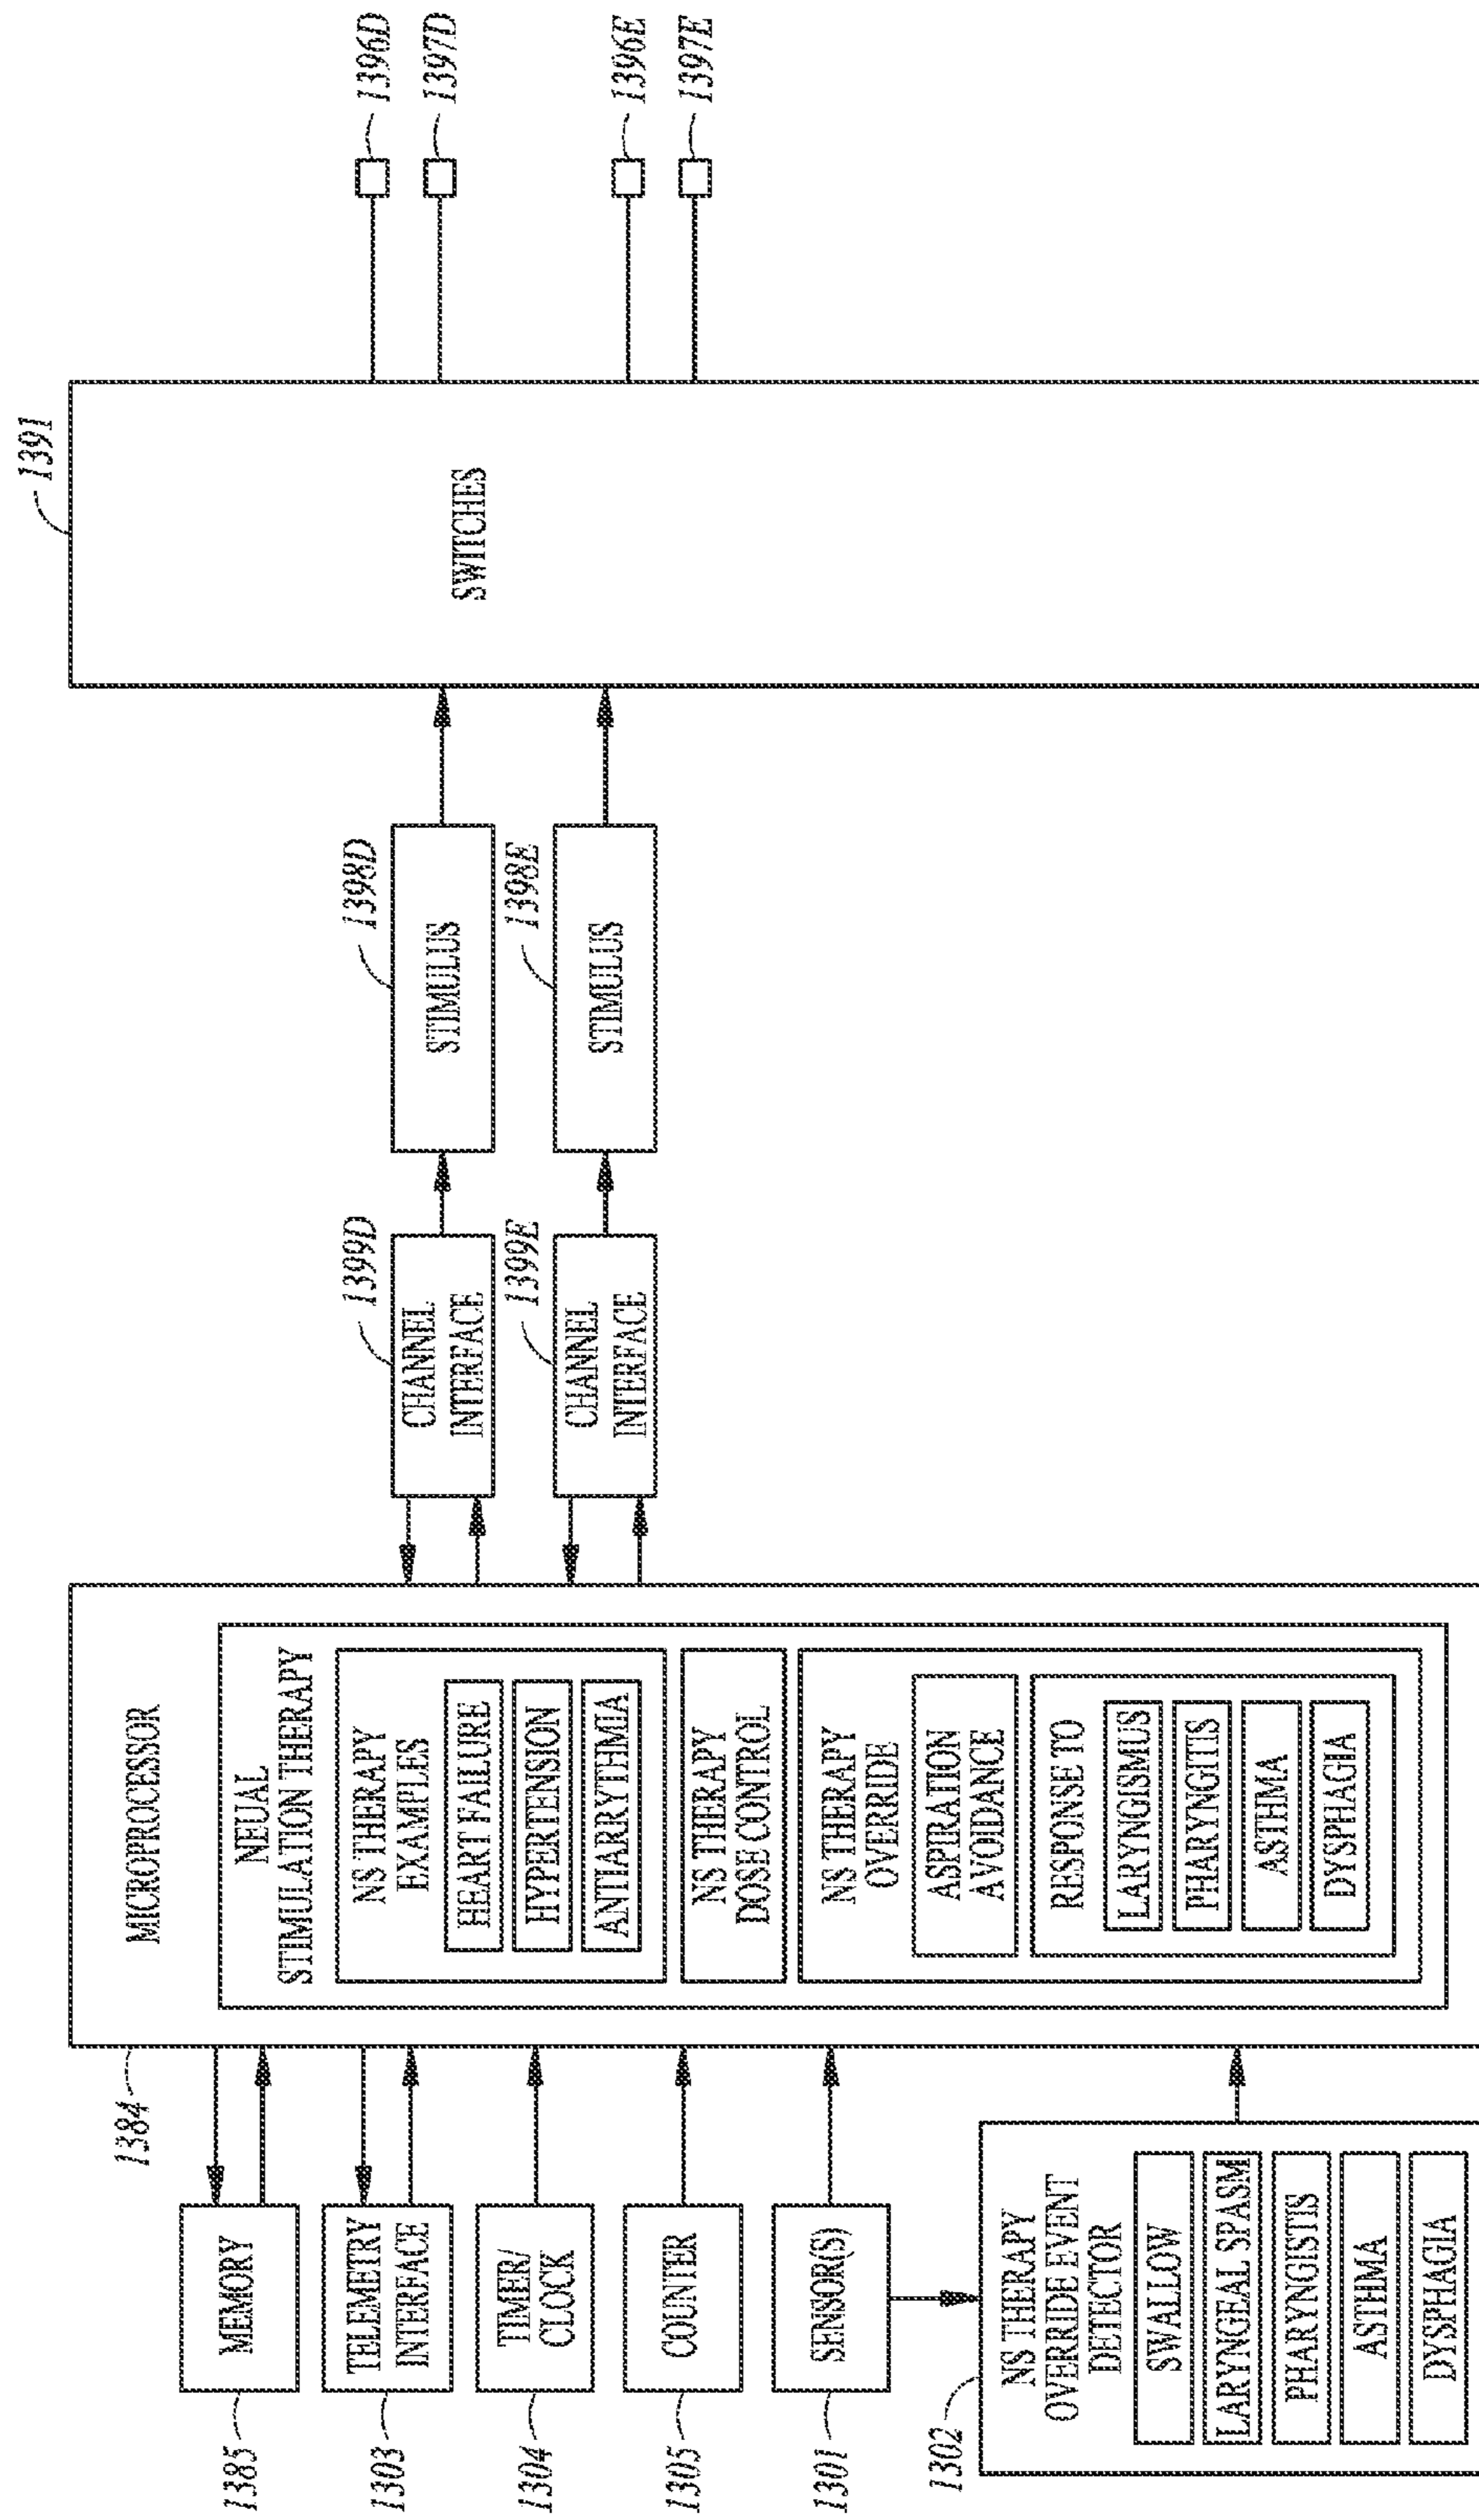 1385
MEMORY
1303
TELEMETRY
INTERFACE
1304
TIMER/
CLOCK
1305
COUNTER
1301
SENSOR(S)
1302
NS THERAPY
OVERRIDE EVENT
DETECTOR
SWALLOW
LARYNGEAL SPASM
PHARYNGISTIS
ASTHMA
DYSPHAGIA
1384
MICROPROCESSOR
NEUAL
STIMULATION THERAPY
NS THERAPY
EXAMPLES
HEART FAILURE
HYPERTENSION
ANTIARRYTHMIA
NS THERAPY
DOSE CONTROL
NS THERAPY
OVERRIDE
ASPIRATION
AVOIDANCE
RESPONSE TO
LARYNGISMUS
PHARYNGITIS
ASTHMA
DYSPHAGIA
1399D
CHANNEL
INTERFACE
1399E
CHANNEL
INTERFACE
1398D
STIMULUS
1398E
STIMULUS
1391
SWITCHES
1396D
1397D
1396E
1397E